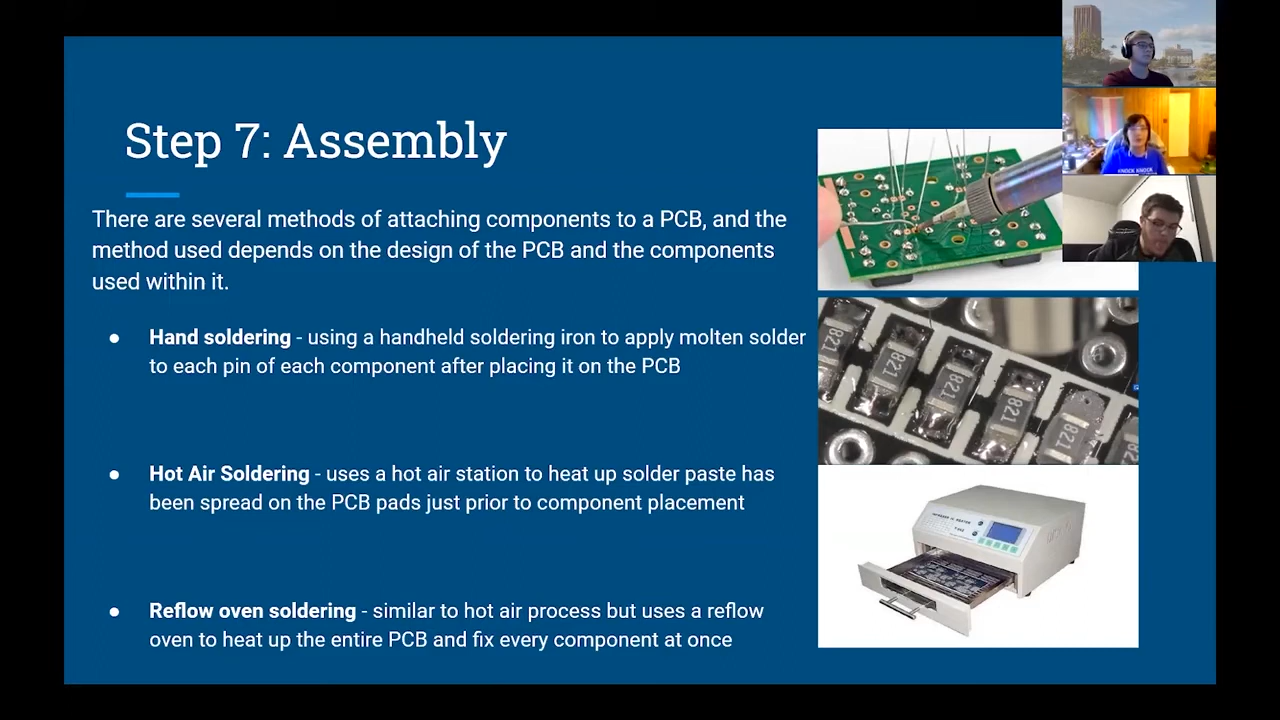 Step 7: Assembly
There are several methods of attaching components to a PCB, and the
method used depends on the design of the PCB and the components
used within it.
● Hand soldering - using a handheld soldering iron to apply molten solder
to each pin of each component after placing it on the PCB
● Hot Air Soldering - uses a hot air station to heat up solder paste has
been spread on the PCB pads just prior to component placement
● Reflow oven soldering - similar to hot air process but uses a reflow
oven to heat up the entire PCB and fix every component at once
KNOCK KNOCK
821
821
821
821
821